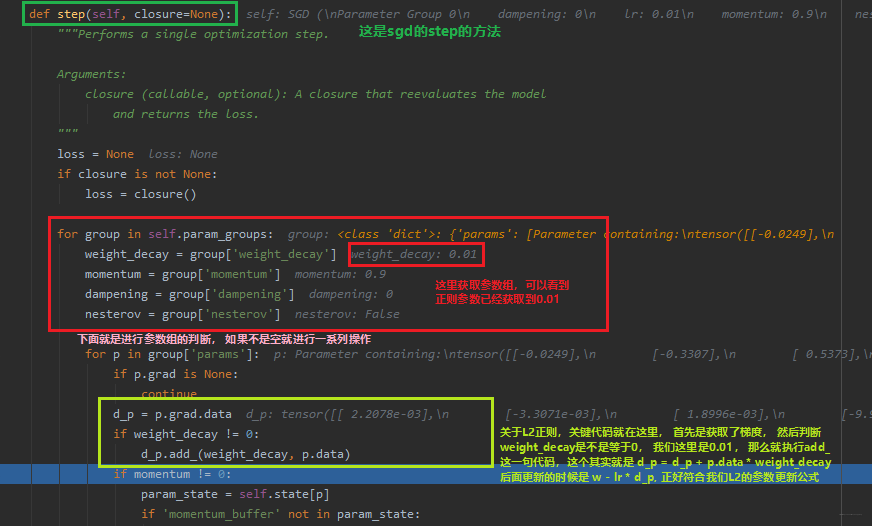 def step(self, closure=None): self: SGD (\nParameter Group 0\n    dampening: 0\n    lr: 0.01\n    momentum: 0.9\n    nes
"""Performs a single optimization step.
这是sgd的step的方法
Arguments:
closure (callable, optional): A closure that reevaluates the model
and returns the loss.
"""
loss = None  loss: None
if closure is not None:
loss = closure()
for group in self.param_groups:  group: <class 'dict'>: {'params': [Parameter containing:\ntensor([[-0.0249],\n
weight_decay = group['weight_decay']  weight_decay: 0.01
momentum = group['momentum']  momentum: 0.9
dampening = group['dampening']  dampening: 0
nesterov = group['nesterov']  nesterov: False
这里获取参数组，可以看到
正则参数已经获取到0.01
下面就是进行参数组的判断，如果不是空就进行一系列操作
for p in group['params']:  p: Parameter containing:\ntensor([[-0.0249],\n        [-0.3307],\n        [ 0.5373],\n
if p.grad is None:
continue
d_p = p.grad.data  d_p: tensor([[ 2.2078e-03],\n        [-3.3071e-03],\n        [ 1.8996e-03],\n        [-9.9
if weight_decay != 0:
d_p.add_(weight_decay, p.data)
关于L2正则，关键代码就在这里，首先是获取了梯度，然后判断
weight_decay是不是等于0，我们这里是0.01，那么就执行add_
这一句代码，这个其实就是 d_p = d_p + p.data * weight_decay
后面更新的时候是 w - lr * d_p, 正好符合我们L2的参数更新公式
if momentum != 0:
param_state = self.state[p]
if 'momentum_buffer' not in param_state: